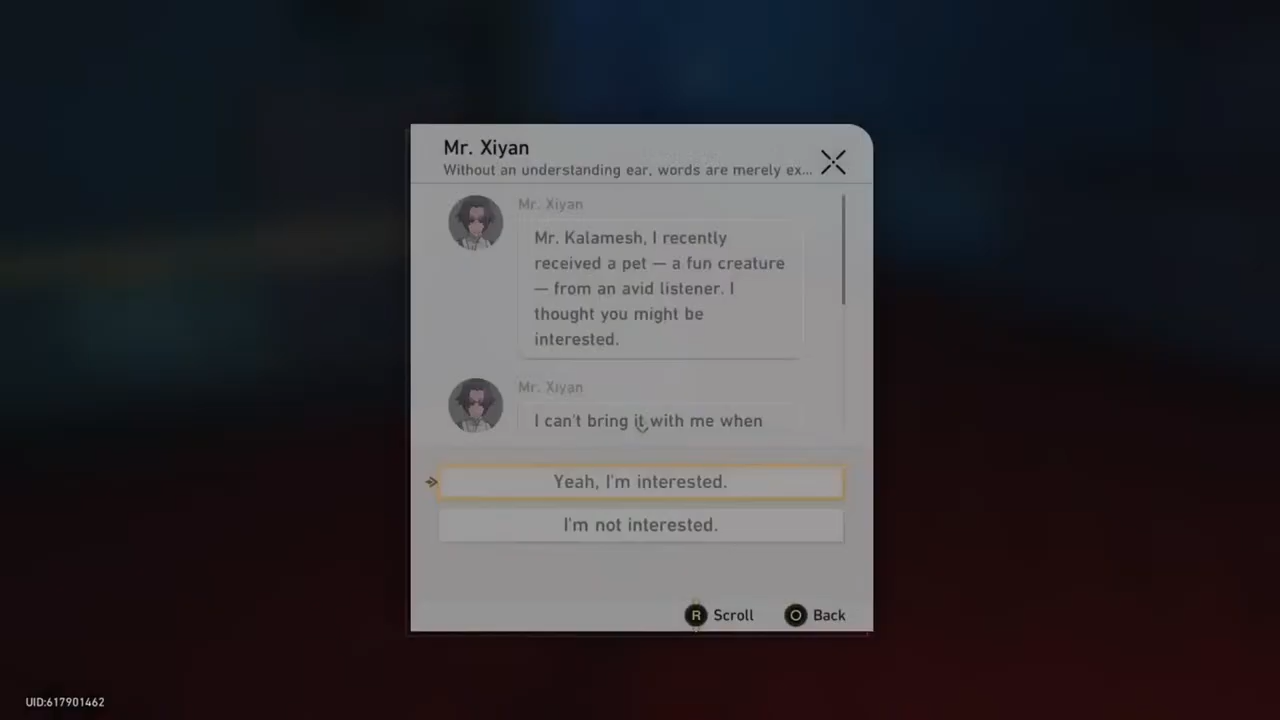 Mr. Xiyan
Without an understanding ear, words are merely ex...
Mr. Xiyan
Mr. Kalamesh, I recently
received a pet — a fun creature
— from an avid listener. I
thought you might be
interested.
Mr. Xiyan
I can't bring it with me when
Yeah, I'm interested.
I'm not interested.
R Scroll
Back
UID:617901462